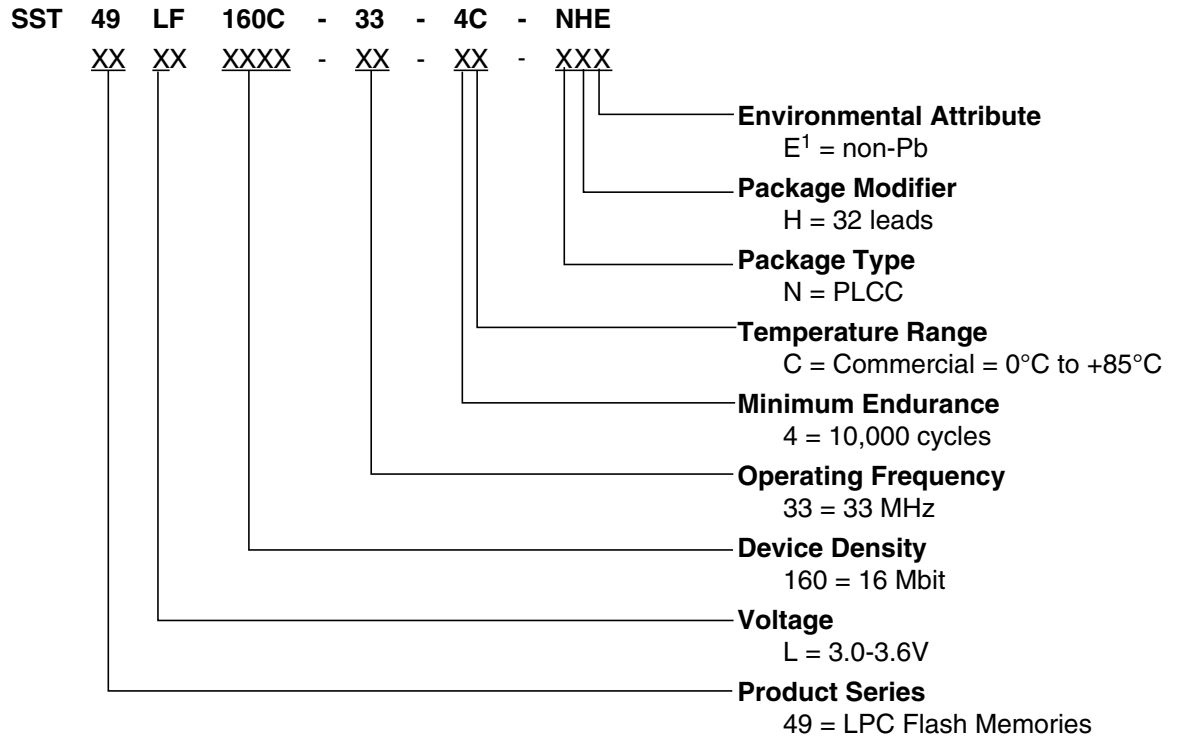 SST 49 LF 160C - 33 - 4C - NHE
XX XX XXXX - XX - XX - XXX
Environmental Attribute
E¹ = non-Pb
Package Modifier
H = 32 leads
Package Type
N = PLCC
Temperature Range
C = Commercial = 0°C to +85°C
Minimum Endurance
4 = 10,000 cycles
Operating Frequency
33 = 33 MHz
Device Density
160 = 16 Mbit
Voltage
L = 3.0-3.6V
Product Series
49 = LPC Flash Memories